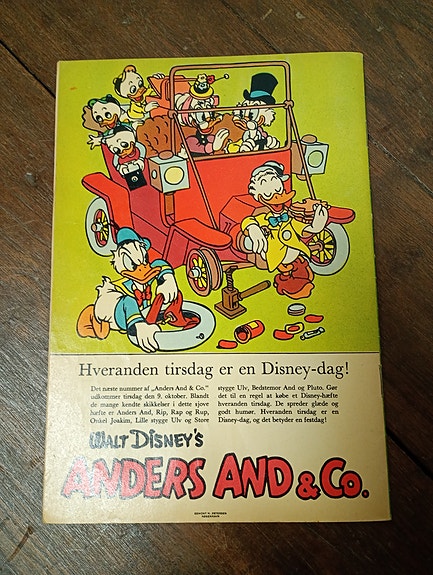 Hveranden tirsdag er en Disney-dag!
Det næste nummer af „Anders And & Co.”
udkommer tirsdag den 9. oktober. Blandt
de mange kendte skikkelser i dette sjove
hæfte er Anders And, Rip, Rap og Rup,
Onkel Joakim, Lille stygge Ulv og Store
stygge Ulv, Bedstemor And og Pluto. Gør
det til en regel at købe et Disney-hæfte
hveranden tirsdag. De spreder glæde og
godt humør. Hveranden tirsdag er en
Disney-dag, og det betyder en festdag!
WALT DISNEY'S
ANDERS AND & CO.
GUTENBERGHUS
KØBENHAVN